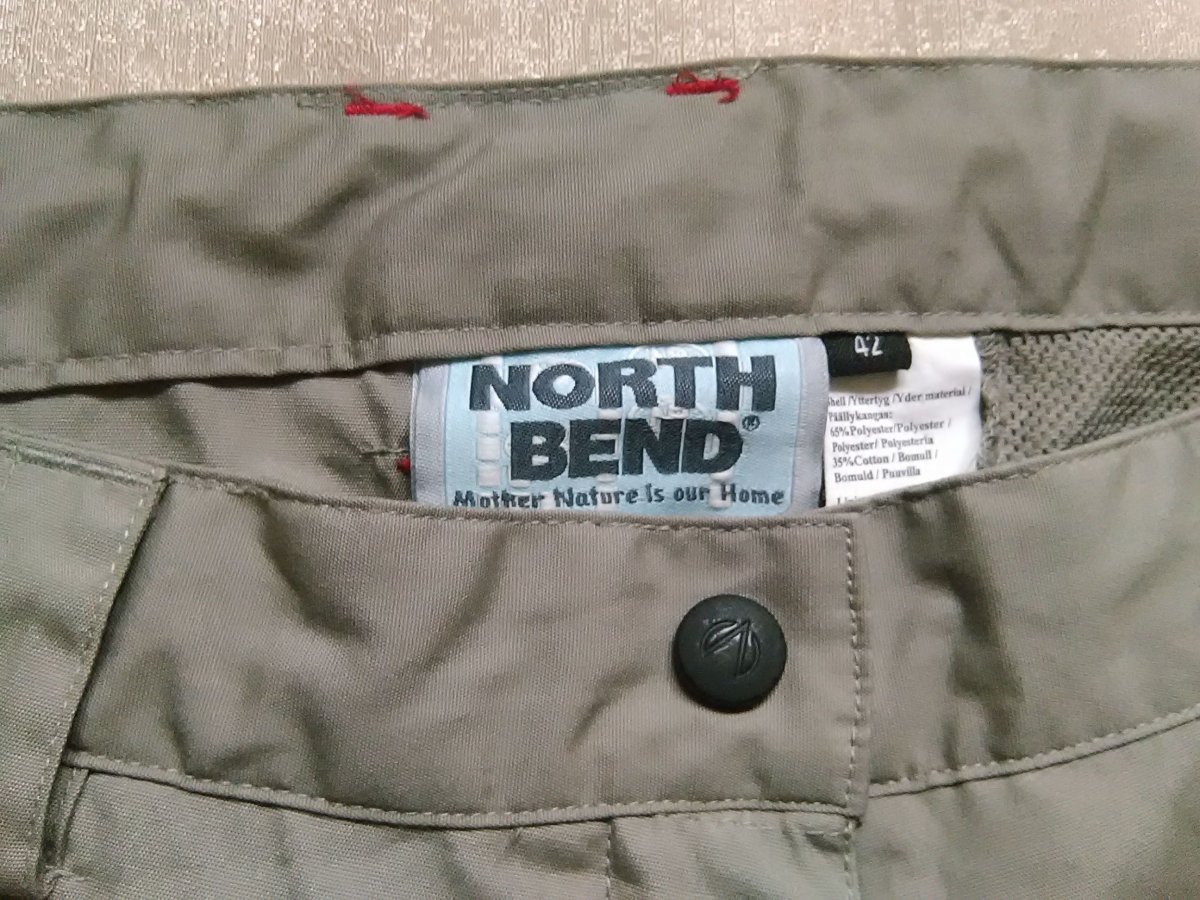 NORTH
BEND®
Mother Nature is our Home
42
Shell /Yttertyg /Yder material /
Päällykangas:
65%Polyester/Polyester /
Polyester/ Polyesteria
35%Cotton / Bomull /
Bomuld / Puuvilla